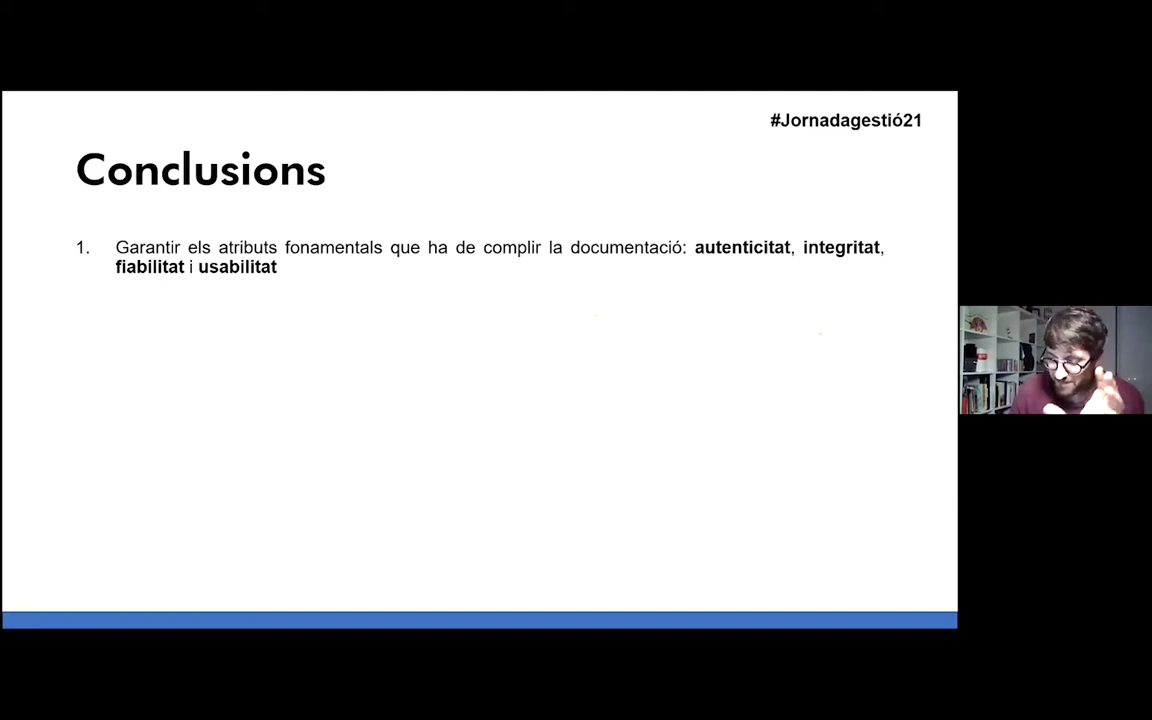 #Jornadagestió21
Conclusions
1. Garantir els atributs fonamentals que ha de complir la documentació: autenticitat, integritat,
fiabilitat i usabilitat